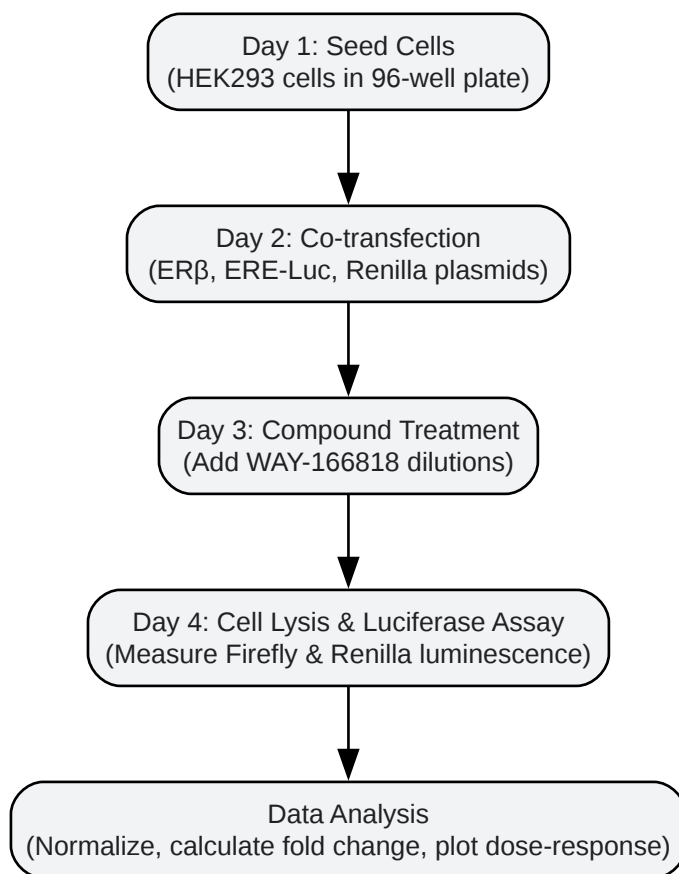 Day 1: Seed Cells
(HEK293 cells in 96-well plate)
Day 2: Co-transfection
(ERβ, ERE-Luc, Renilla plasmids)
Day 3: Compound Treatment
(Add WAY-166818 dilutions)
Day 4: Cell Lysis & Luciferase Assay
(Measure Firefly & Renilla luminescence)
Data Analysis
(Normalize, calculate fold change, plot dose-response)